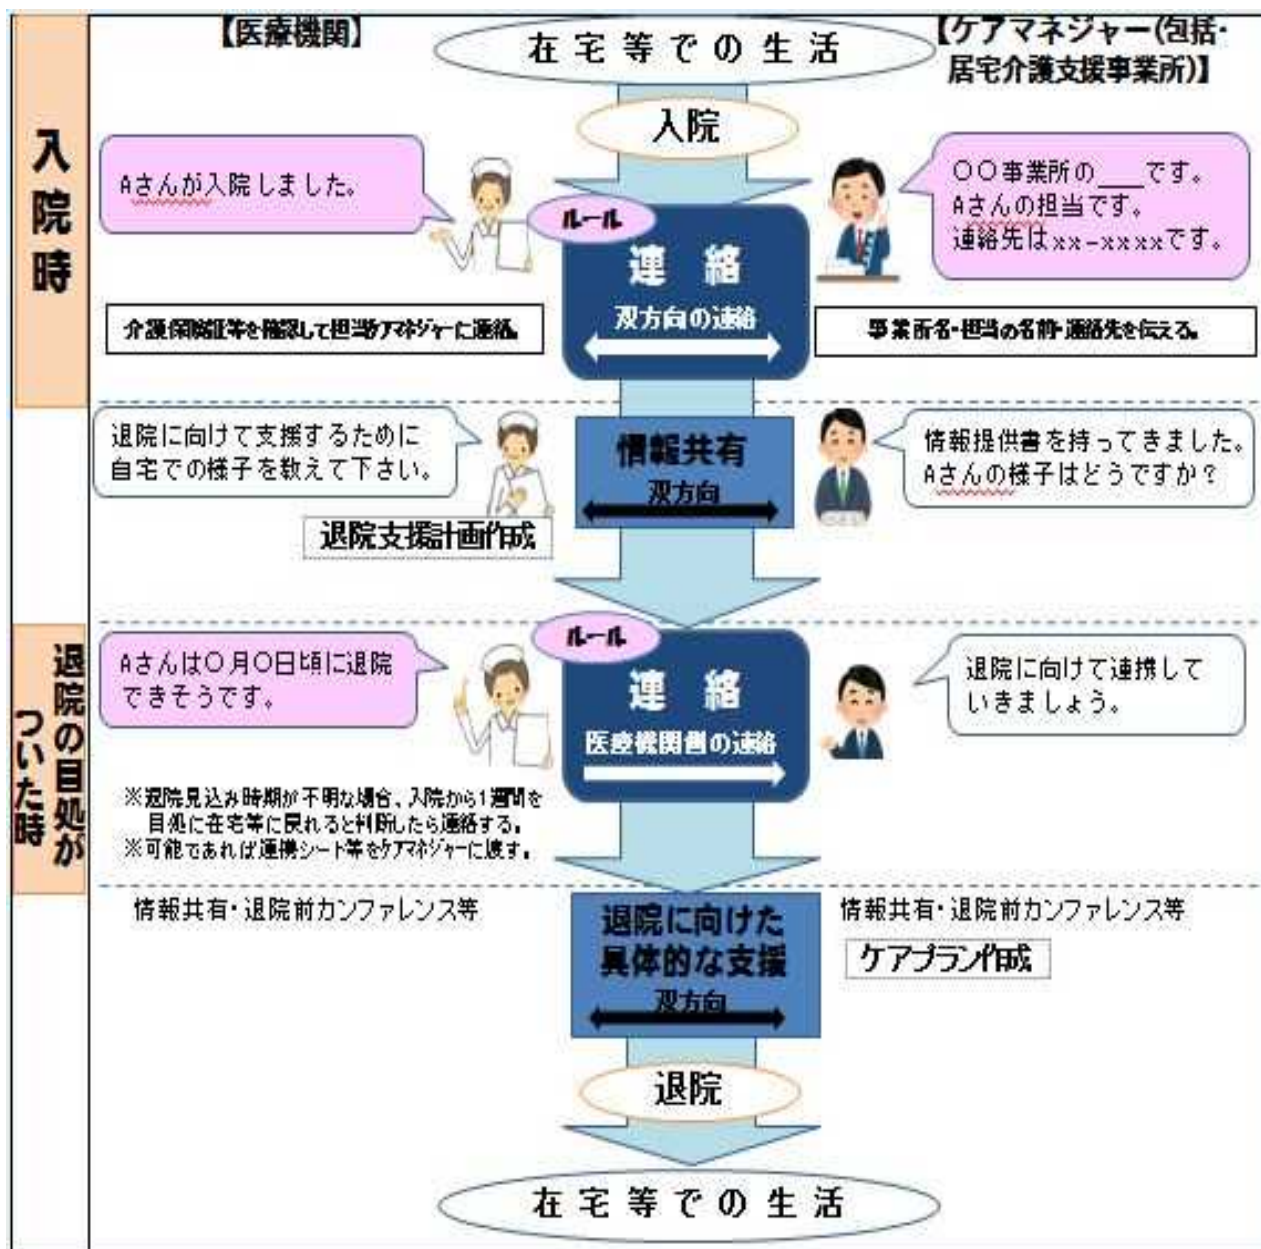 【医療機関】
在宅等での生活
【ケアマネジャー(包括・
居宅介護支援事業所)】
入院時
入院
Aさんが入院しました。
〇〇事業所の___です。
Aさんの担当です。
連絡先はxx-xxxxです。
ルール
連絡
双方向の連絡
介護保険証等を確認して担当ケアマネジャーに連絡。
事業所名・担当の名前・連絡先を伝える。
退院に向けて支援するために
自宅での様子を教えて下さい。
情報共有
双方向
情報提供書を持ってきました。
Aさんの様子はどうですか?
退院支援計画作成
退院の目処が
ついた時
Aさんは〇月〇日頃に退院
できそうです。
ルール
連絡
医療機関側の連絡
退院に向けて連携して
いきましょう。
※退院見込み時期が不明な場合、入院から1週間を
目処に在宅等に戻れると判断したら連絡する。
※可能であれば連携シート等をケアマネジャーに渡す。
情報共有・退院前カンファレンス等
退院に向けた
具体的な支援
双方向
情報共有・退院前カンファレンス等
ケアプラン作成
退院
在宅等での生活